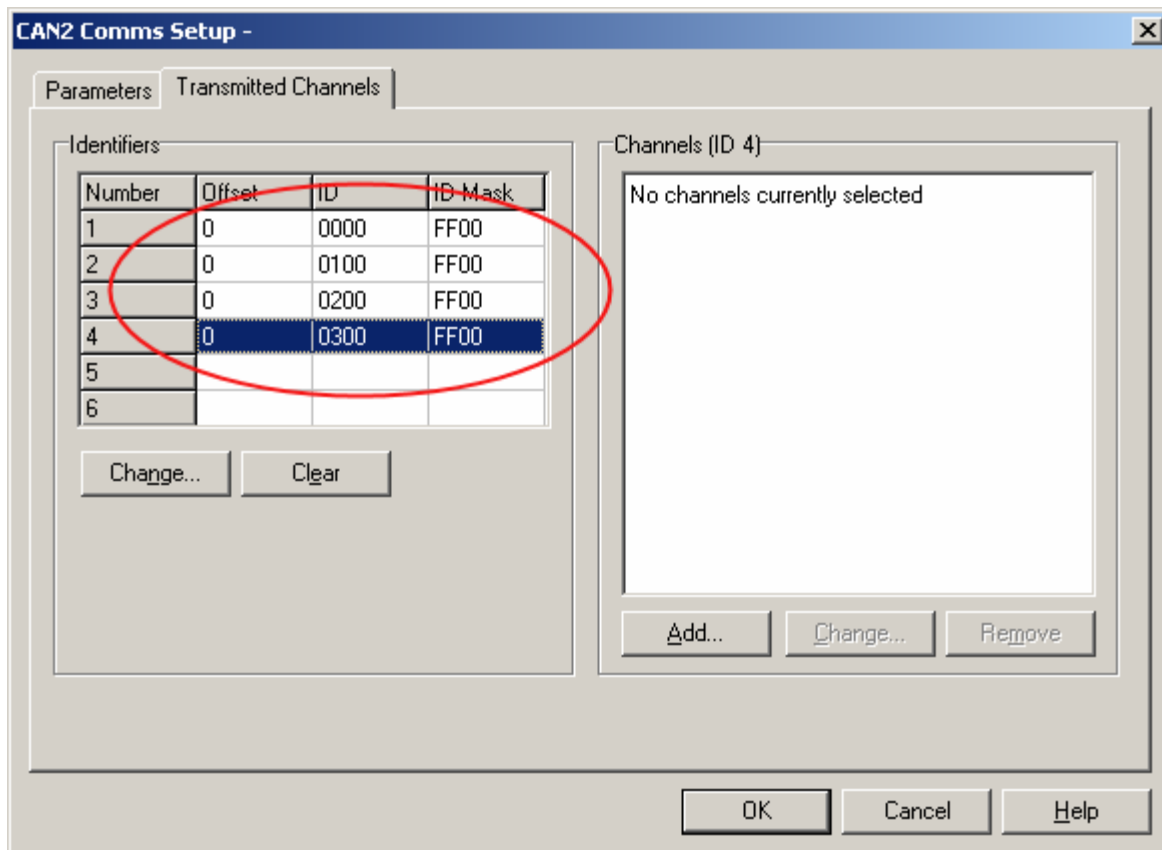 CAN2 Comms Setup -
Parameters Transmitted Channels
Identifiers
Number Offset ID ID Mask
1 0 0000 FF00
2 0 0100 FF00
3 0 0200 FF00
4 0 0300 FF00
5
6
Change... Clear
Channels (ID 4)
No channels currently selected
Add... Change... Remove
OK Cancel Help